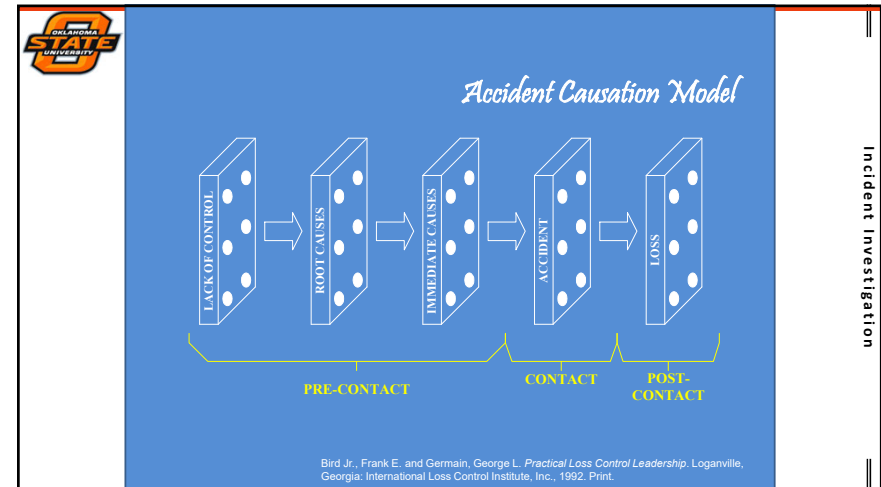 OKLAHOMA
STATE
UNIVERSITY
Accident Causation Model
LACK OF CONTROL
ROOT CAUSES
IMMEDIATE CAUSES
ACCIDENT
LOSS
PRE-CONTACT
CONTACT
POST-
CONTACT
Bird Jr., Frank E. and Germain, George L. Practical Loss Control Leadership. Loganville,
Georgia: International Loss Control Institute, Inc., 1992. Print.
Incident Investigation